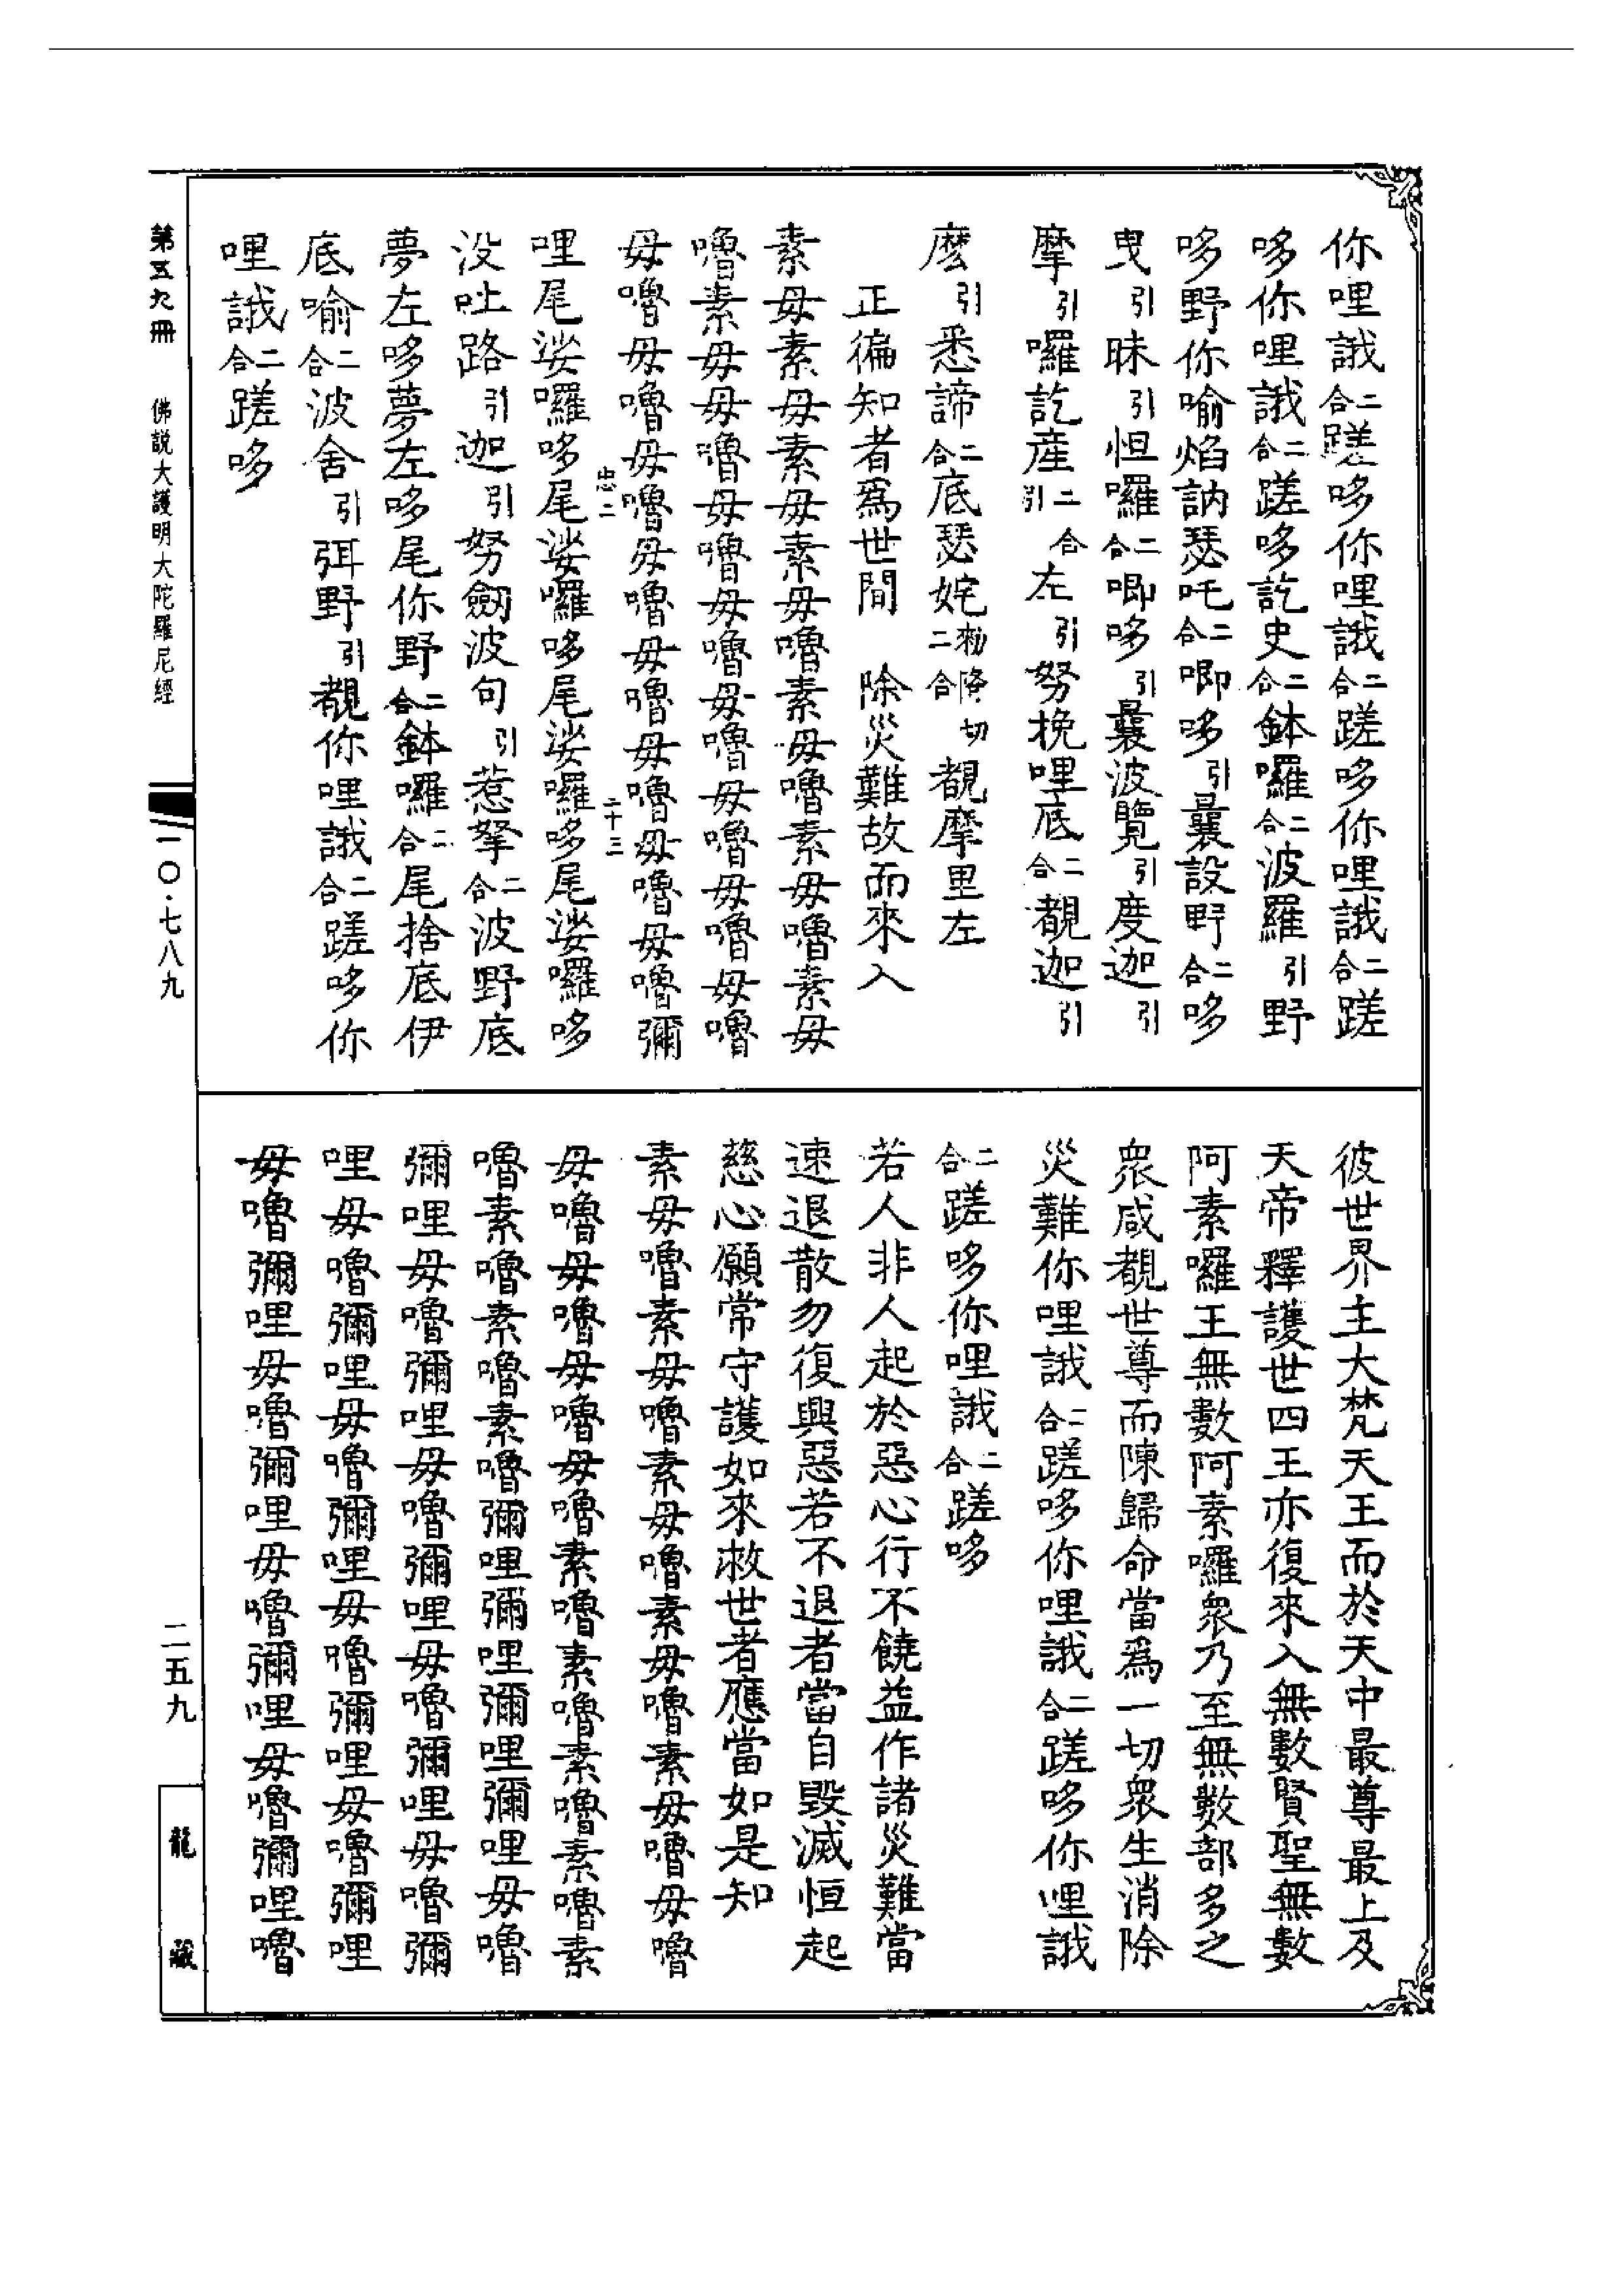 你哩誐二合蹉哆你哩誐二合蹉哆你哩誐二合蹉
哆你哩誐二合蹉哆訖史二合鉢囉二合波羅引野
哆野你喻焰訥瑟吒二合唧哆引曩設野二合哆
曳引昧引怛囉二合唧哆引曩波覽引度迦引
摩引囉訖產二合引左引努挽哩底二合覩迦引
麽引悉諦二合底瑟姹勅降切二合覩摩里左
正徧知者爲世間　除災難故而來入
素毋素毋素毋素毋嚕素毋嚕素毋嚕素毋
嚕素毋毋嚕毋嚕毋嚕毋嚕毋嚕毋嚕毋嚕
毋嚕毋嚕毋嚕毋嚕毋嚕毋嚕毋嚕毋嚕彌
忠二　二十三
哩尾娑囉哆尾娑囉哆尾娑囉哆尾娑囉哆
没吐路引迦引努劒波句引惹拏二合波野底
夢左哆夢左哆尾你野二合鉢囉二合尾捨底伊
底喻二合波舍引弭野引覩你哩誐二合蹉哆你
哩誐二合蹉哆
彼世界主大梵天王而於天中最尊最上及
天帝釋護世四王亦復來入無數賢聖無數
阿素囉王無數阿素囉衆乃至無數部多之
衆咸覩世尊而陳歸命當爲一切衆生消除
災難你哩誐二合蹉哆你哩誐二合蹉哆你哩誐
二合蹉哆你哩誐二合蹉哆
若人非人起於惡心行不饒益作諸災難當
速退散勿復興惡若不退者當自毀滅恒起
慈心願常守護如來救世者應當如是知
素毋嚕素毋嚕素毋嚕素毋嚕素毋嚕毋嚕
毋嚕毋嚕毋嚕毋嚕素嚕素嚕素嚕素嚕素
嚕素嚕素嚕素嚕彌哩彌哩彌哩彌哩毋嚕
彌哩毋嚕彌哩毋嚕彌哩毋嚕彌哩毋嚕彌
哩毋嚕彌哩毋嚕彌哩毋嚕彌哩毋嚕彌哩
毋嚕彌哩毋嚕彌哩毋嚕彌哩毋嚕彌哩嚕
第五九冊　佛説大護明大陀羅尼經
一〇·七八九
二五九
龍藏